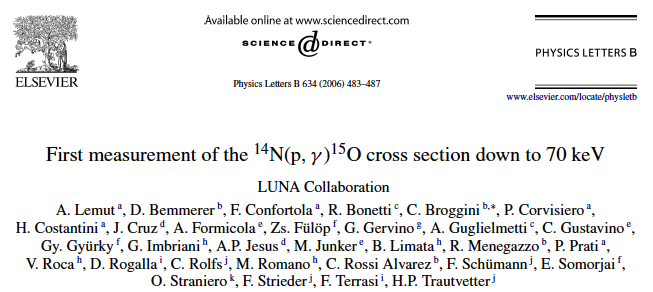 Available online at www.sciencedirect.com
SCIENCE @ DIRECT®
ELSEVIER
PHYSICS LETTERS B
Physics Letters B 634 (2006) 483–487
www.elsevier.com/locate/physletb
First measurement of the ¹⁴N(p, γ)¹⁵O cross section down to 70 keV
LUNA Collaboration
A. Lemut ᵃ, D. Bemmerer ᵇ, F. Confortola ᵃ, R. Bonetti ᶜ, C. Broggini ᵇ,*, P. Corvisiero ᵃ,
H. Costantini ᵃ, J. Cruz ᵈ, A. Formicola ᵉ, Zs. Fülöp ᶠ, G. Gervino ᵍ, A. Guglielmetti ᶜ, C. Gustavino ᵉ,
Gy. Gyürky ᶠ, G. Imbriani ʰ, A.P. Jesus ᵈ, M. Junker ᵉ, B. Limata ʰ, R. Menegazzo ᵇ, P. Prati ᵃ,
V. Roca ʰ, D. Rogalla ⁱ, C. Rolfs ʲ, M. Romano ʰ, C. Rossi Alvarez ᵇ, F. Schümann ʲ, E. Somorjai ᶠ,
O. Straniero ᵏ, F. Strieder ʲ, F. Terrasi ⁱ, H.P. Trautvetter ʲ